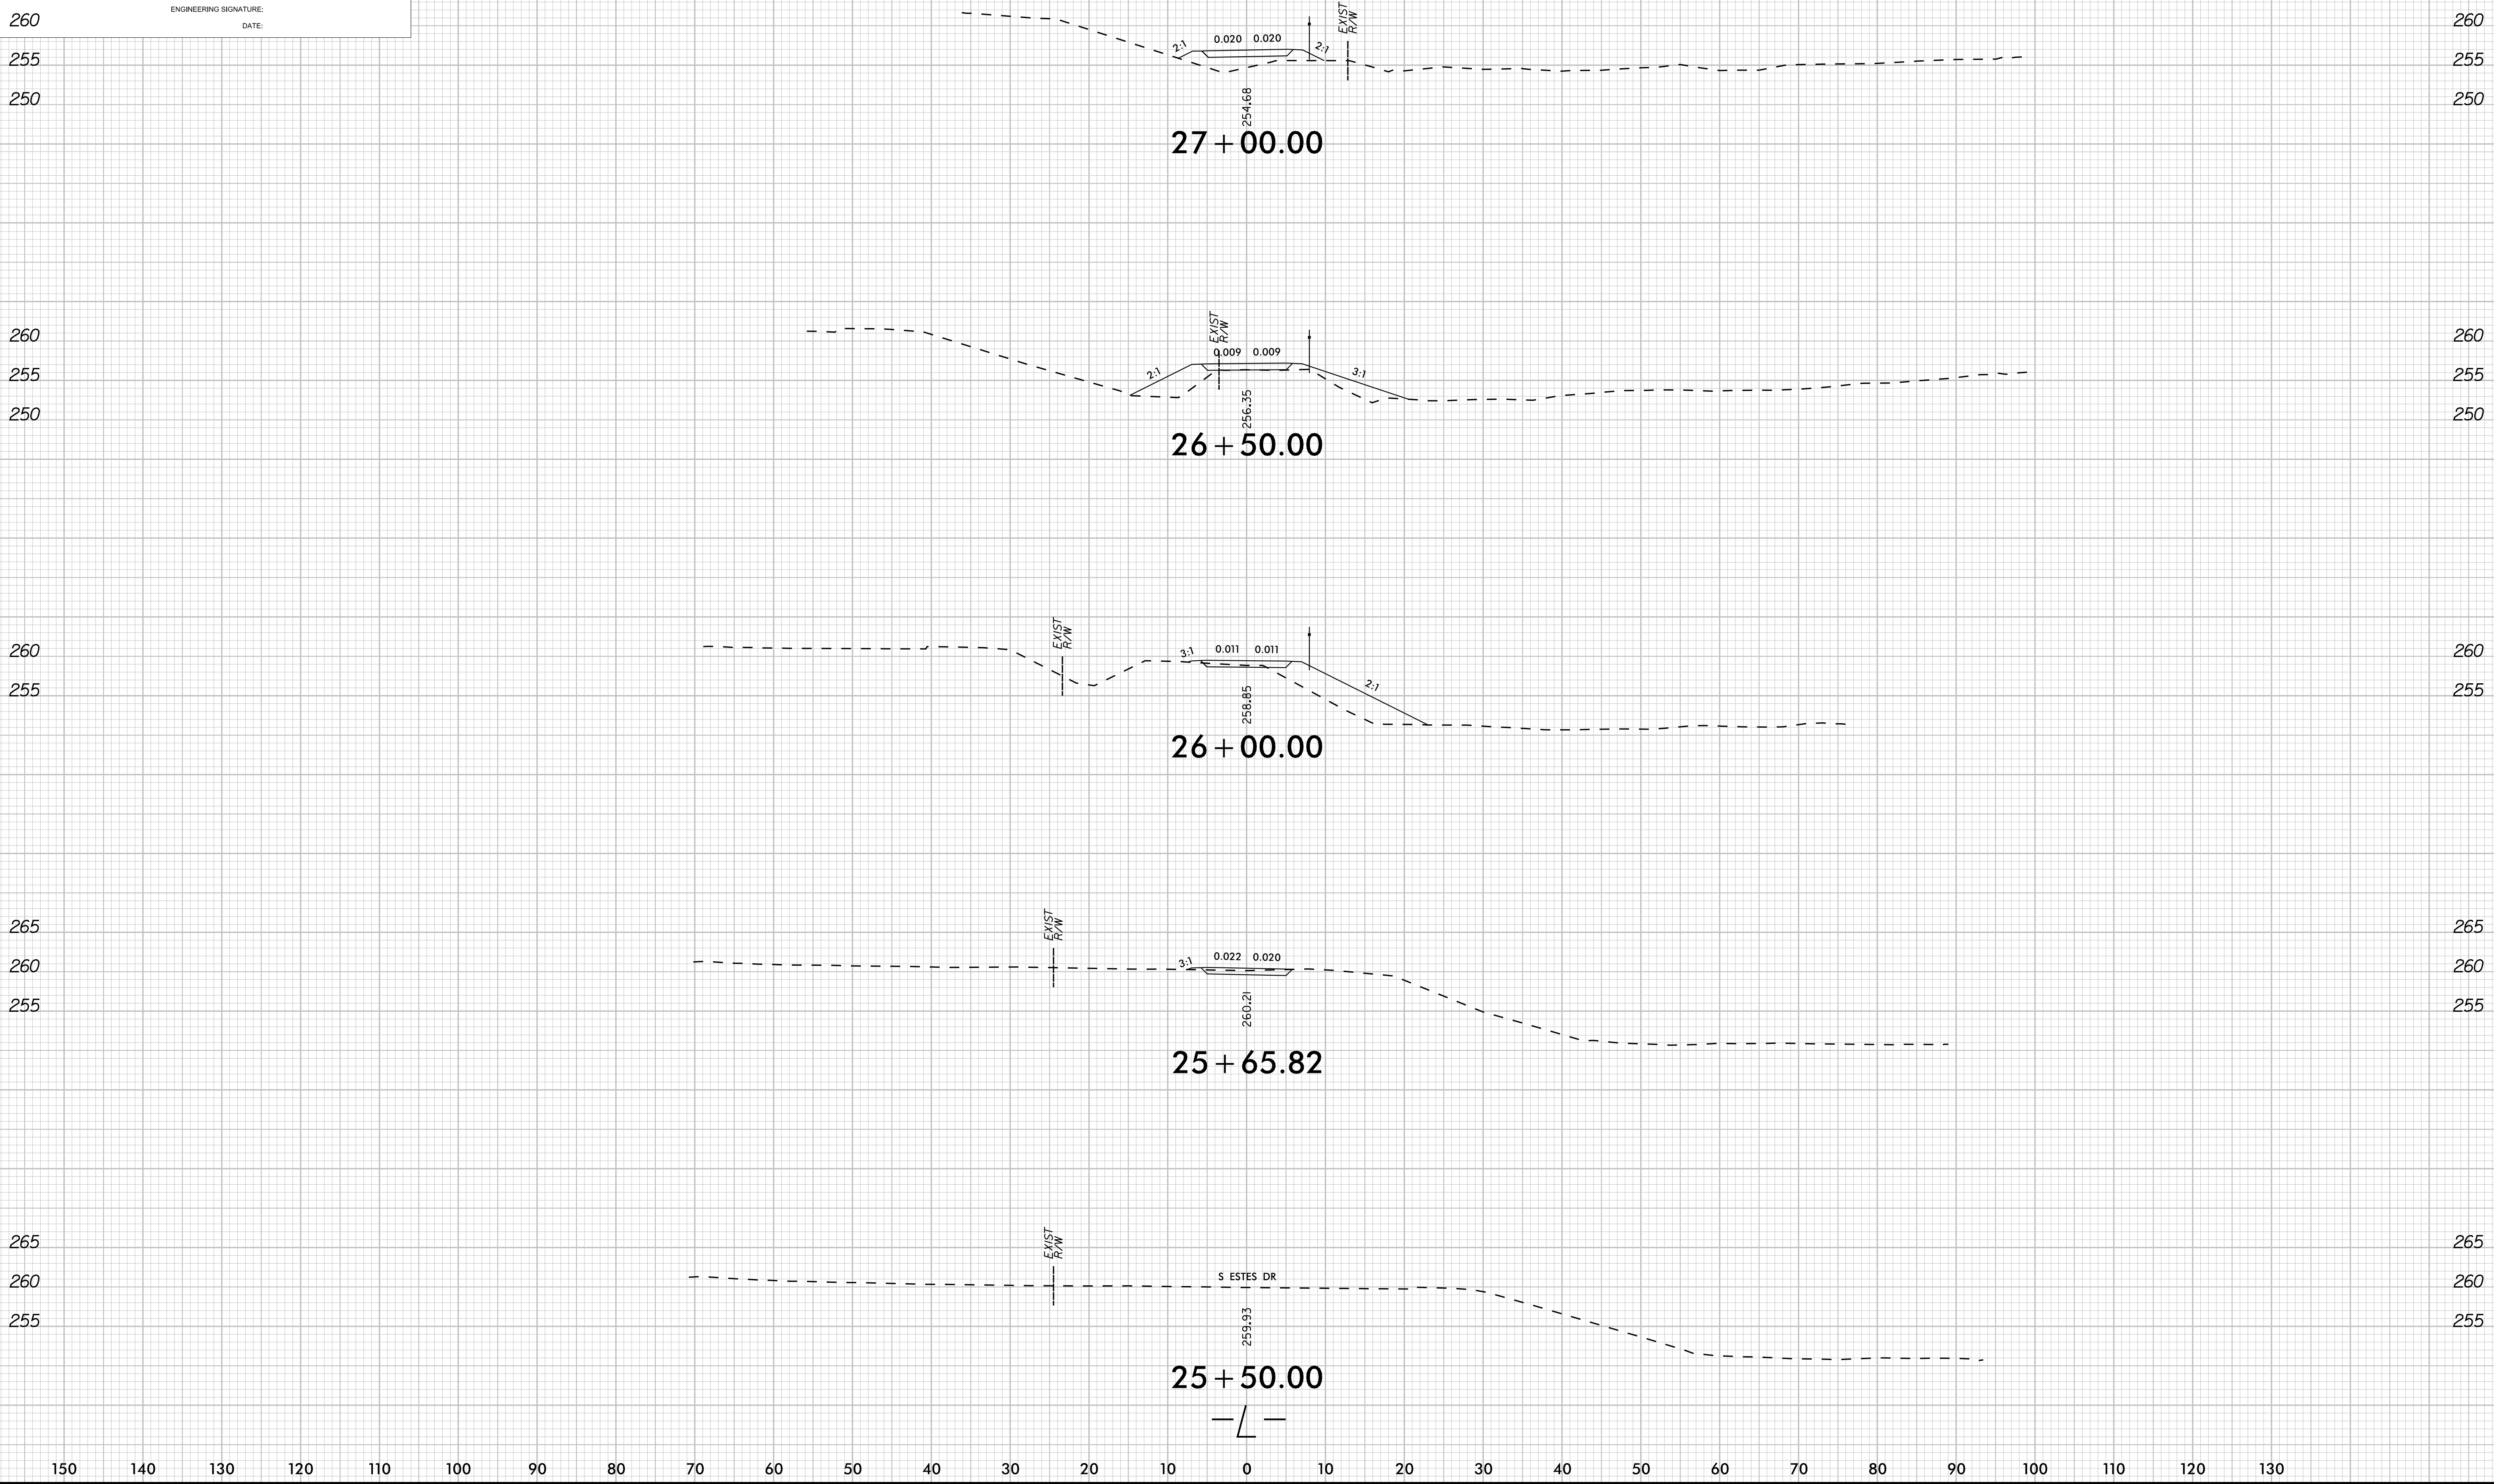 ENGINEERING SIGNATURE:
DATE:
260 260
255 255
250 250
EXIST
R/W
2:1 0.020 0.020 2:1
254.68
27+00.00
260 260
255 255
250 250
EXIST
R/W
2:1 0.009 0.009 3:1
256.35
26+50.00
260 260
255 255
EXIST
R/W
3:1 0.011 0.011 2:1
258.85
26+00.00
265 265
260 260
255 255
EXIST
R/W
3:1 0.022 0.020
260.21
25+65.82
265 265
260 260
255 255
EXIST
R/W
S ESTES DR
259.93
25+50.00
-L-
150 140 130 120 110 100 90 80 70 60 50 40 30 20 10 0 10 20 30 40 50 60 70 80 90 100 110 120 130